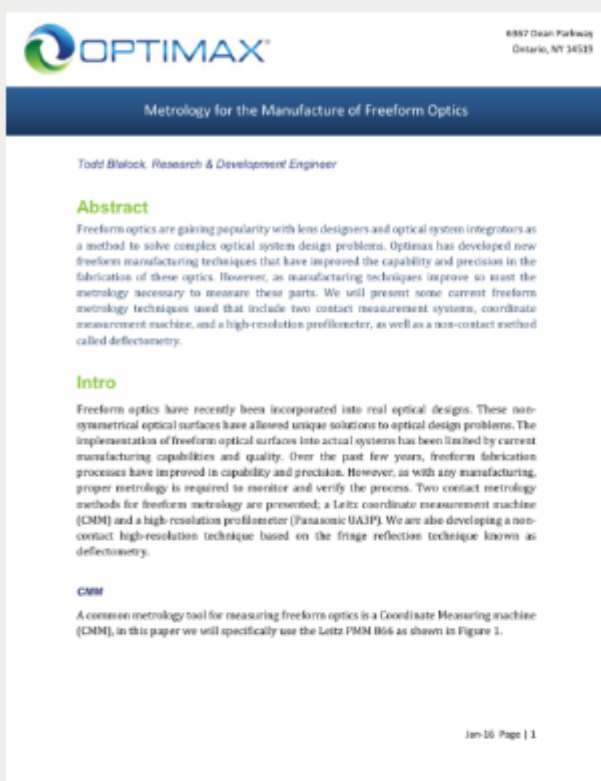 OPTIMAX
6367 Dean Parkway
Ontario, NY 14519
Metrology for the Manufacture of Freeform Optics
Todd Blalock, Research & Development Engineer
Abstract
Freeform optics are gaining popularity with lens designers and optical system integrators as
a method to solve complex optical system design problems. Optimax has developed new
freeform manufacturing techniques that have improved the capability and precision in the
fabrication of these optics. However, as manufacturing techniques improve so must the
metrology necessary to measure these parts. We will present some current freeform
metrology techniques used that include two contact measurement systems, coordinate
measurement machine, and a high-resolution profilometer, as well as a non-contact method
called deflectometry.
Intro
Freeform optics have recently been incorporated into real optical designs. These non-
symmetrical optical surfaces have allowed unique solutions to optical design problems. The
implementation of freeform optical surfaces into actual systems has been limited by current
manufacturing capabilities and quality. Over the past few years, freeform fabrication
processes have improved in capability and precision. However, as with any manufacturing,
proper metrology is required to monitor and verify the process. Two contact metrology
methods for freeform metrology are presented; a Leitz coordinate measurement machine
(CMM) and a high-resolution profilometer (Panasonic UA3P). We are also developing a non-
contact high-resolution technique based on the fringe reflection technique known as
deflectometry.
CMM
A common metrology tool for measuring freeform optics is a Coordinate Measuring machine
(CMM), in this paper we will specifically use the Leitz PMM 866 as shown in Figure 1.
Jan-16 Page | 1